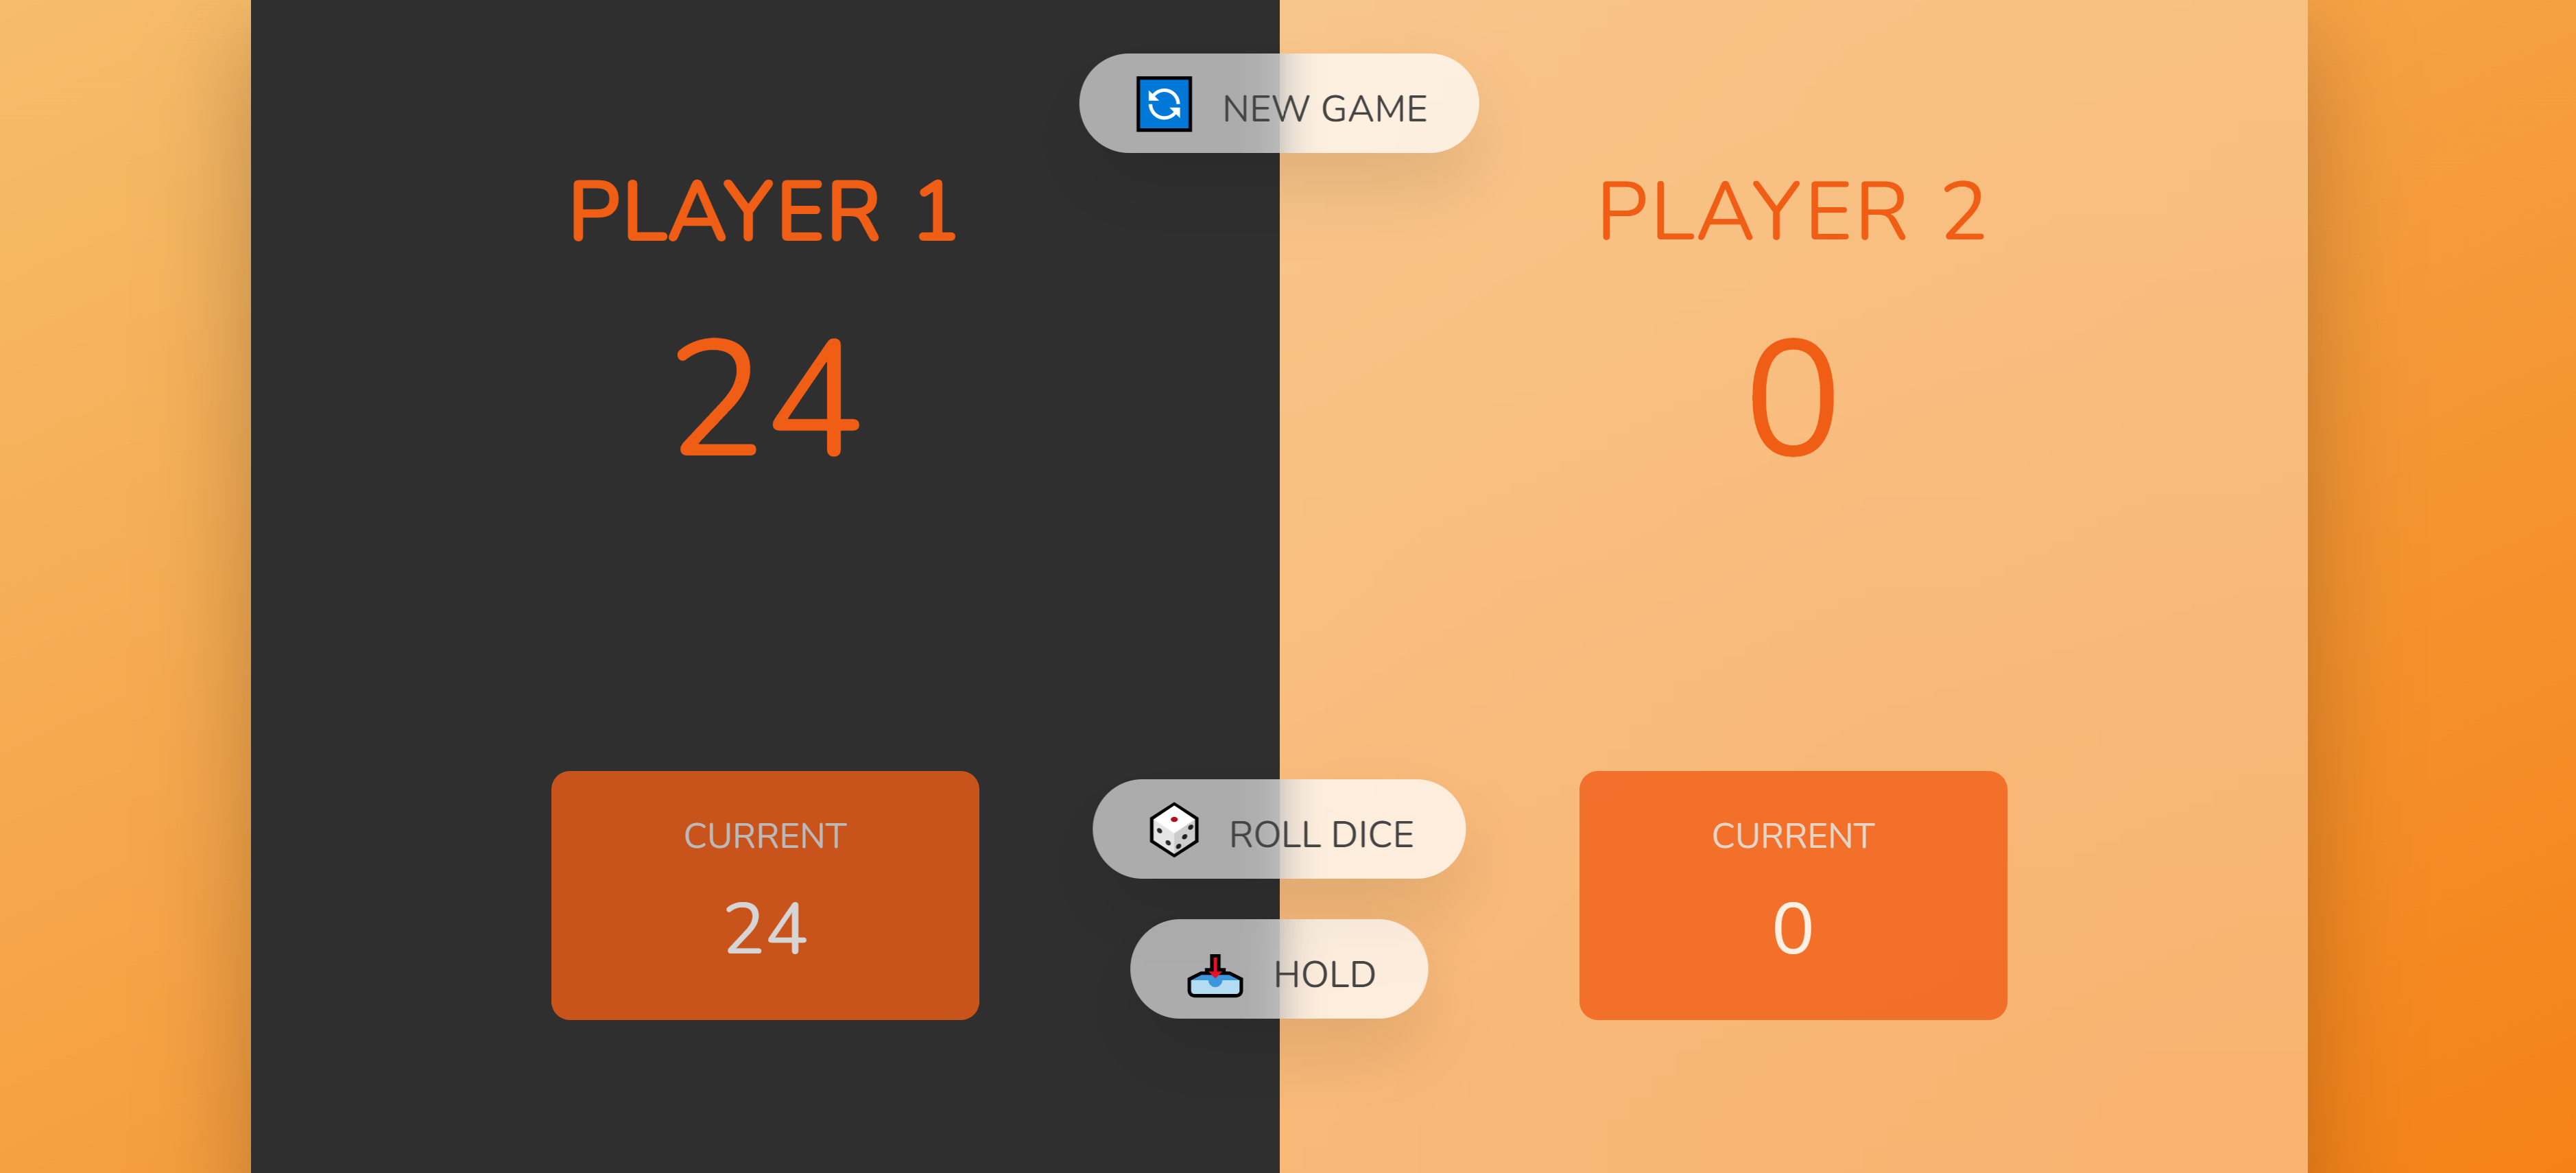 NEW GAME
PLAYER 1
24
CURRENT
24
PLAYER 2
0
CURRENT
0
ROLL DICE
HOLD